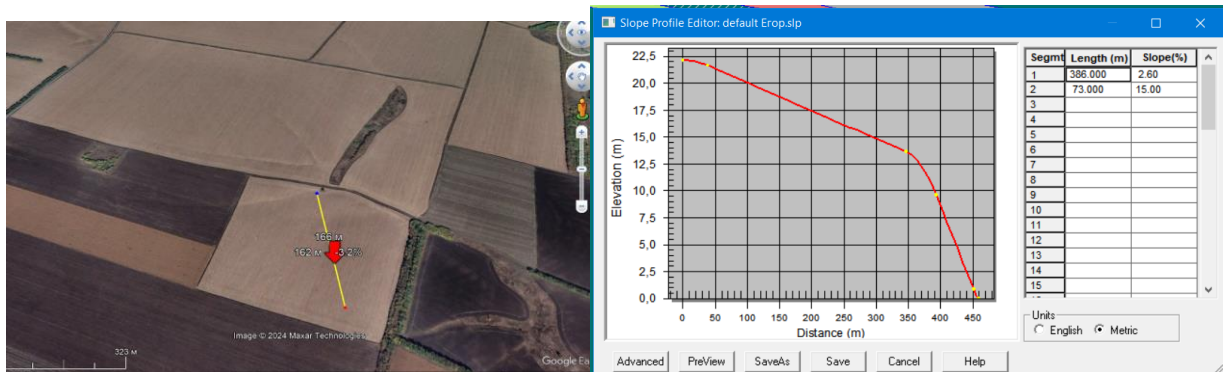 166 м
162 м -3.2%
Image © 2024 Maxar Technologies
323 м
Google Ea
Slope Profile Editor: default Егор.slp
22,5
20,0
17,5
15,0
12,5
10,0
7,5
5,0
2,5
0,0
Elevation (m)
0 50 100 150 200 250 300 350 400 450
Distance (m)
Segmt Length (m) Slope(%)
1 386.000 2.60
2 73.000 15.00
3
4
5
6
7
8
9
10
11
12
13
14
15
Units
English Metric
Advanced PreView SaveAs Save Cancel Help